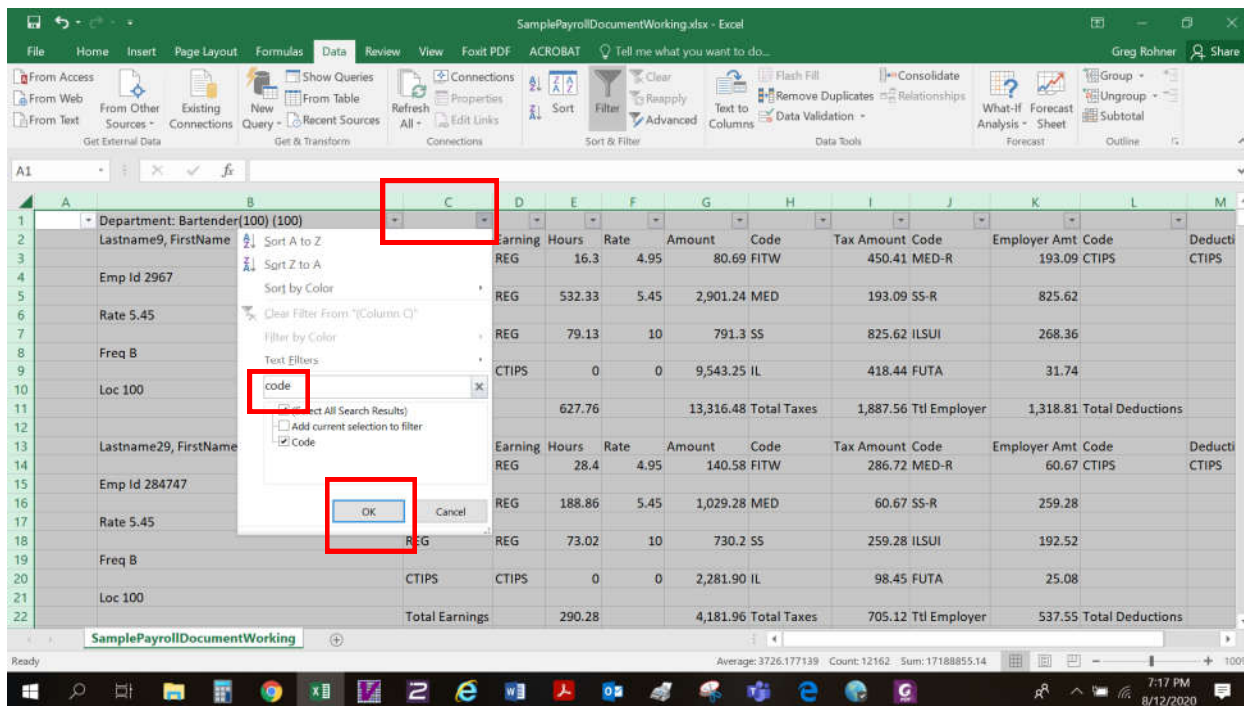 SamplePayrollDocumentWorking.xlsx - Excel
File Home Insert Page Layout Formulas Data Review View Foxit PDF ACROBAT Tell me what you want to do... Greg Rohner Share
From Access
From Web
From Text
From Other Sources
Existing Connections
Get External Data
New Query
Show Queries
From Table
Recent Sources
Get & Transform
Refresh All
Connections
Properties
Edit Links
Connections
Sort
Filter
Clear
Reapply
Advanced
Sort & Filter
Text to Columns
Flash Fill
Remove Duplicates
Data Validation
Consolidate
Relationships
Data Tools
What-If Analysis
Forecast Sheet
Forecast
Group
Ungroup
Subtotal
Outline
A1 fx
A B C D E F G H I J K L M
1 Department: Bartender(100) (100)
2 Lastname9, FirstName Earning Hours Rate Amount Code Tax Amount Code Employer Amt Code Deducti
3 REG 16.3 4.95 80.69 FITW 450.41 MED-R 193.09 CTIPS CTIPS
4 Emp Id 2967
5 REG 532.33 5.45 2,901.24 MED 193.09 SS-R 825.62
6 Rate 5.45
7 REG 79.13 10 791.3 SS 825.62 ILSUI 268.36
8 Freq B
9 CTIPS 0 0 9,543.25 IL 418.44 FUTA 31.74
10 Loc 100
11 627.76 13,316.48 Total Taxes 1,887.56 Ttl Employer 1,318.81 Total Deductions
12
13 Lastname29, FirstName Earning Hours Rate Amount Code Tax Amount Code Employer Amt Code Deducti
14 REG 28.4 4.95 140.58 FITW 286.72 MED-R 60.67 CTIPS CTIPS
15 Emp Id 284747
16 REG 188.86 5.45 1,029.28 MED 60.67 SS-R 259.28
17 Rate 5.45
18 REG REG 73.02 10 730.2 SS 259.28 ILSUI 192.52
19 Freq B
20 CTIPS CTIPS 0 0 2,281.90 IL 98.45 FUTA 25.08
21 Loc 100
22 Total Earnings 290.28 4,181.96 Total Taxes 705.12 Ttl Employer 537.55 Total Deductions
Sort A to Z
Sort Z to A
Sort by Color
Clear Filter From "(Column C)"
Filter by Color
Text Filters
code
(Select All Search Results)
Add current selection to filter
Code
OK Cancel
SamplePayrollDocumentWorking
Ready Average: 3726.177139 Count: 12162 Sum: 17188855.14 100%
7:17 PM
8/12/2020